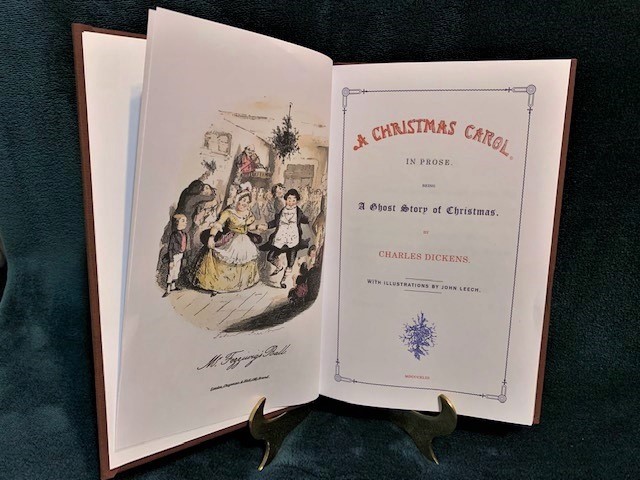 Mr. Fezziwig's Ball.
A CHRISTMAS CAROL.
IN PROSE.
BEING
A Ghost Story of Christmas.
BY
CHARLES DICKENS.
WITH ILLUSTRATIONS BY JOHN LEECH.